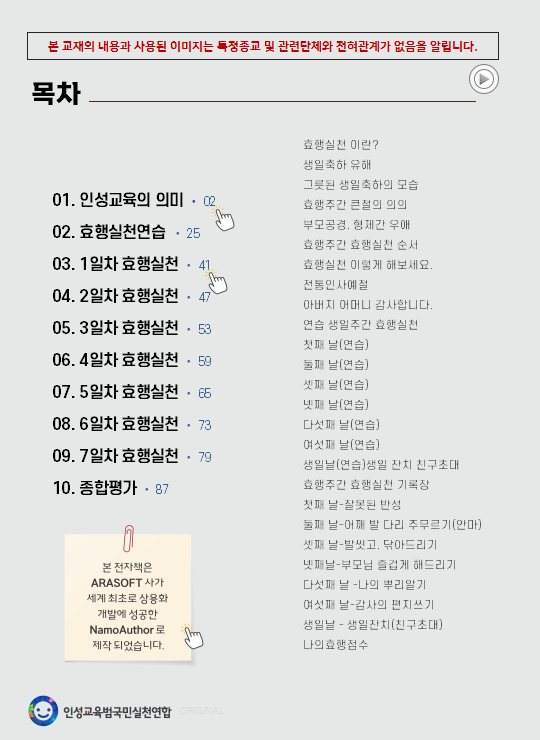 본 교재의 내용과 사용된 이미지는 특정종교 및 관련단체와 전혀관계가 없음을 알립니다.
목차
01. 인성교육의 의미 · 02
02. 효행실천연습 · 25
03. 1일차 효행실천 · 41
04. 2일차 효행실천 · 47
05. 3일차 효행실천 · 53
06. 4일차 효행실천 · 59
07. 5일차 효행실천 · 65
08. 6일차 효행실천 · 73
09. 7일차 효행실천 · 79
10. 종합평가 · 87
효행실천 이란?
생일축하 유해
그릇된 생일축하의 모습
효행주간 큰절의 의의
부모공경, 형제간 우애
효행주간 효행실천 순서
효행실천 이렇게 해보세요.
전통인사예절
아버지 어머니 감사합니다.
연습 생일주간 효행실천
첫째 날(연습)
둘째 날(연습)
셋째 날(연습)
넷째 날(연습)
다섯째 날(연습)
여섯째 날(연습)
생일날(연습)생일 잔치 친구초대
효행주간 효행실천 기록장
첫째 날-잘못된 반성
둘째 날-어깨 발 다리 주무르기(안마)
셋째 날-발씻고, 닦아드리기
넷째날-부모님 즐겁게 해드리기
다섯째 날 -나의 뿌리알기
여섯째 날-감사의 편지쓰기
생일날 - 생일잔치(친구초대)
나의효행점수
본 전자책은
ARASOFT 사가
세계 최초로 상용화
개발에 성공한
NamoAuthor 로
제작 되었습니다.
인성교육범국민실천연합 ORIGINAL